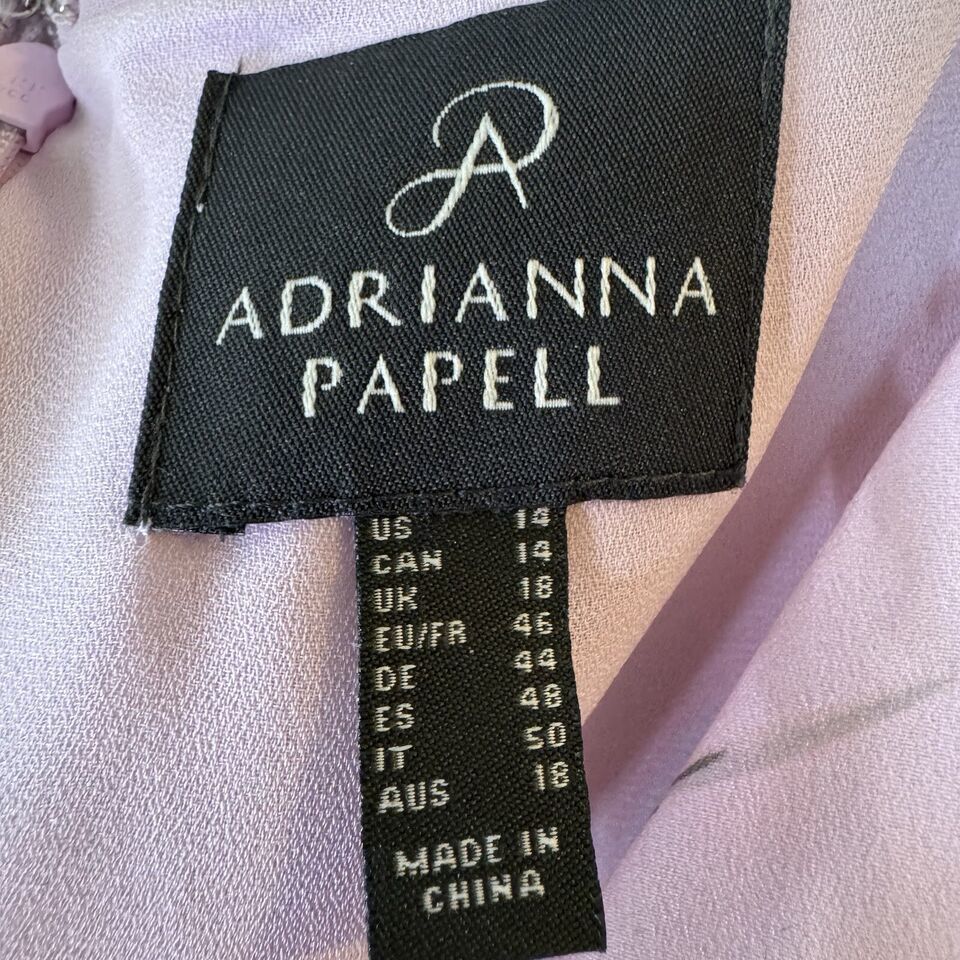 ADRIANNA
PAPELL
US 14
CAN 14
UK 18
EU/FR 46
DE 44
ES 48
IT 50
AUS 18
MADE IN
CHINA